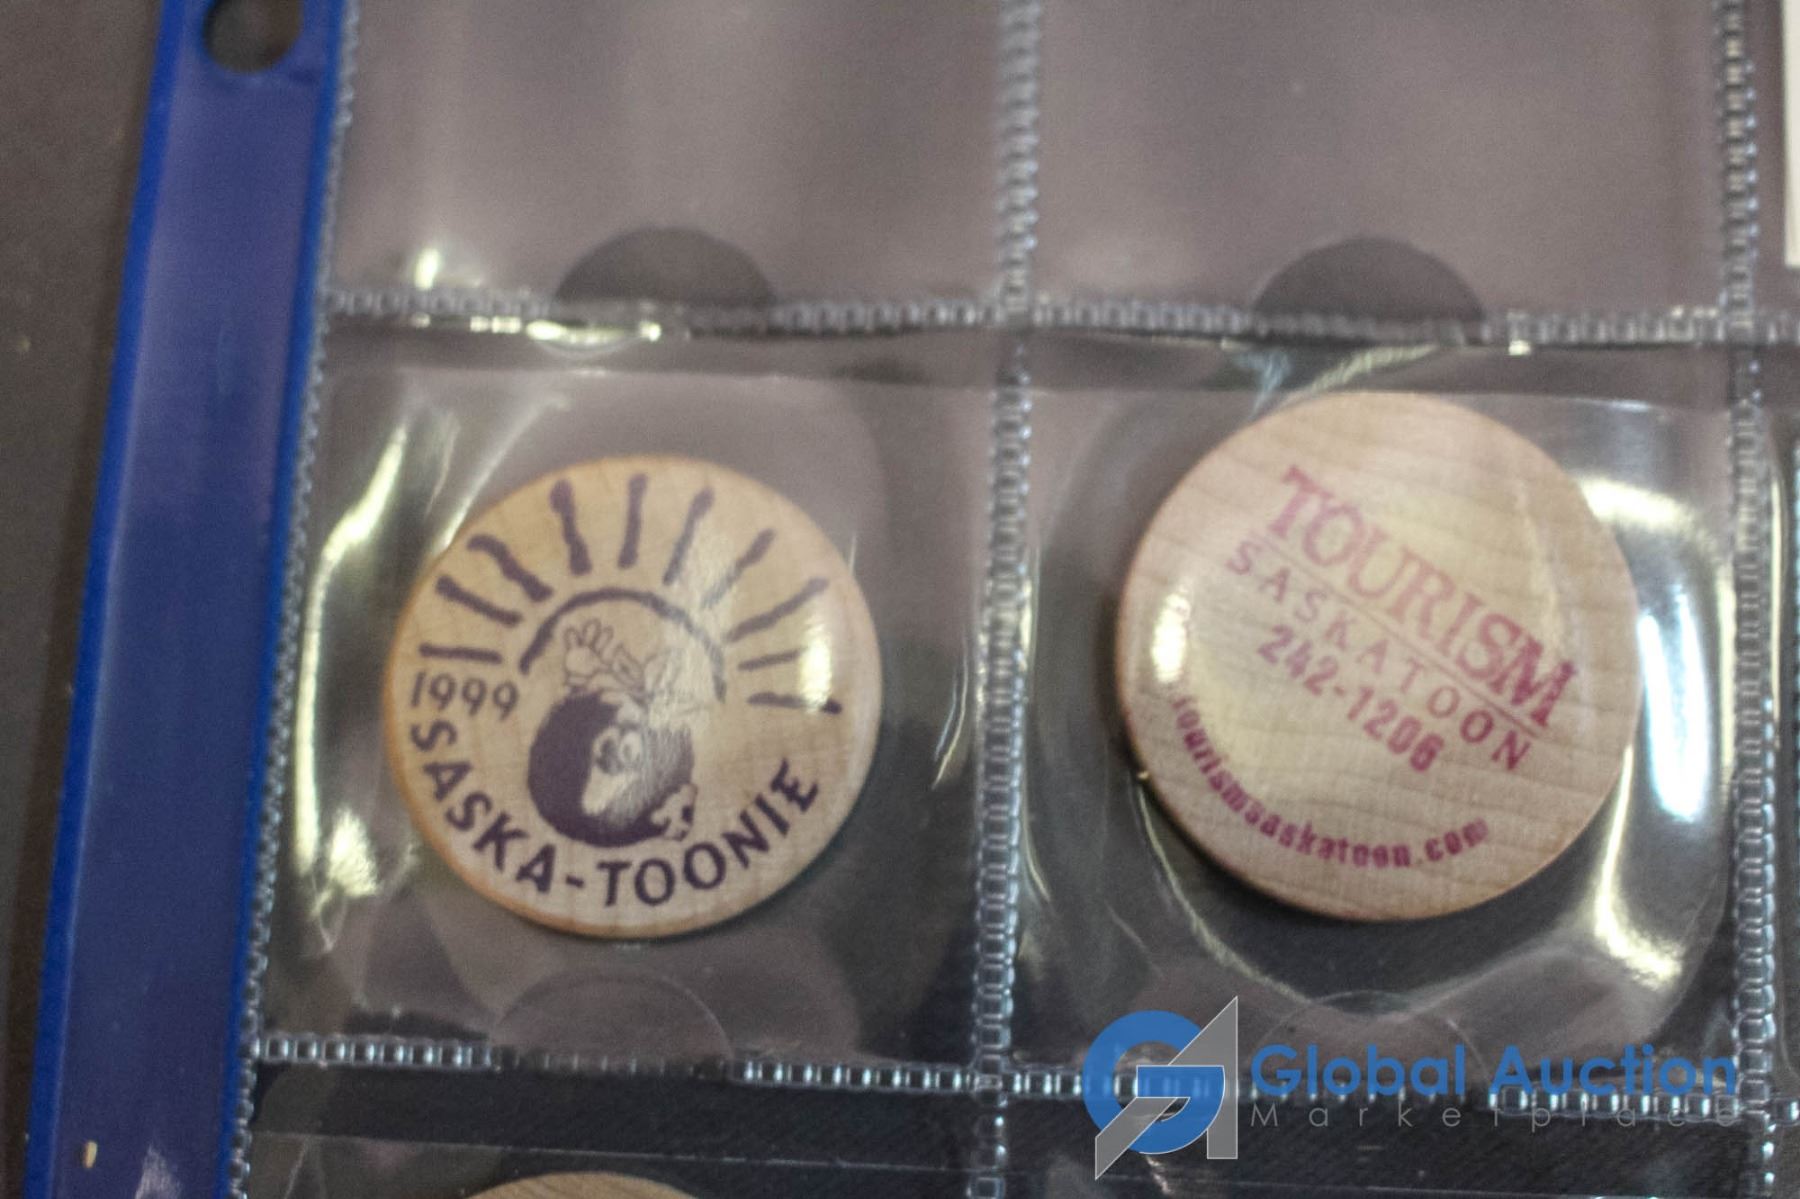 1999
SASKA-TOONIE
TOURISM
SASKATOON
242-1206
tourismsaskatoon.com
Global Auction
Marketplace